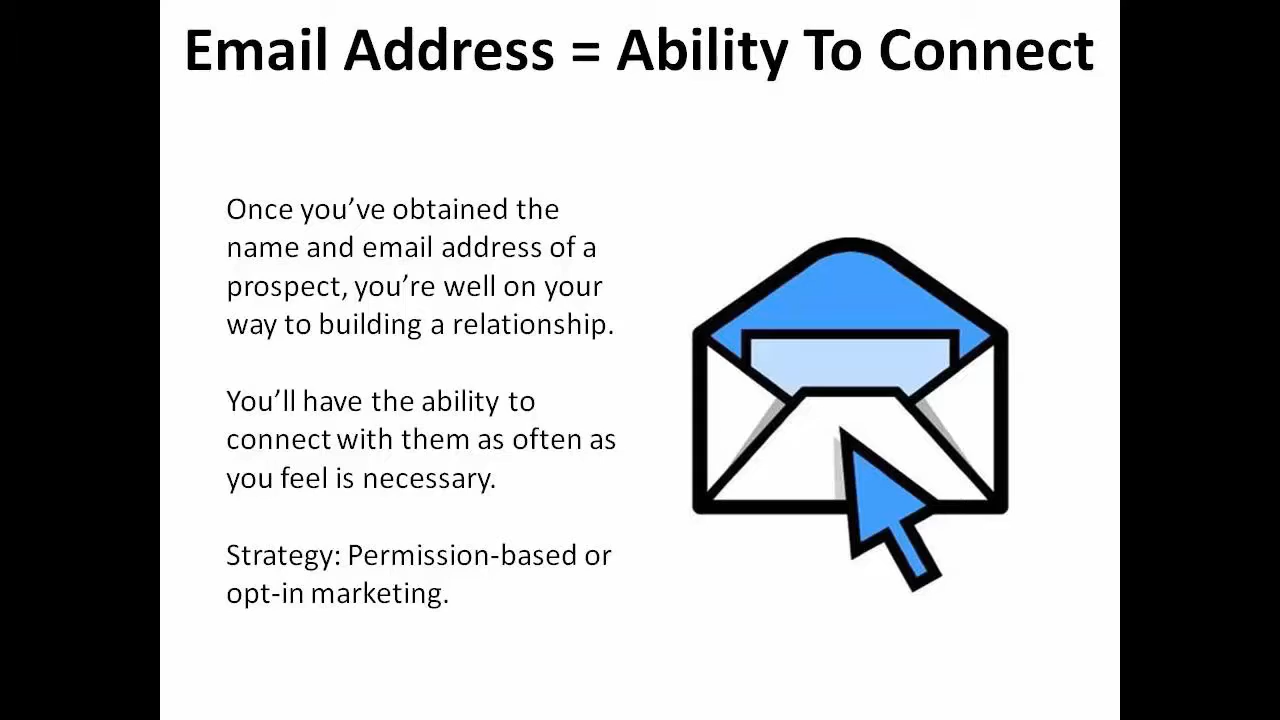 Email Address = Ability To Connect
Once you’ve obtained the
name and email address of a
prospect, you’re well on your
way to building a relationship.
You’ll have the ability to
connect with them as often as
you feel is necessary.
Strategy: Permission-based or
opt-in marketing.